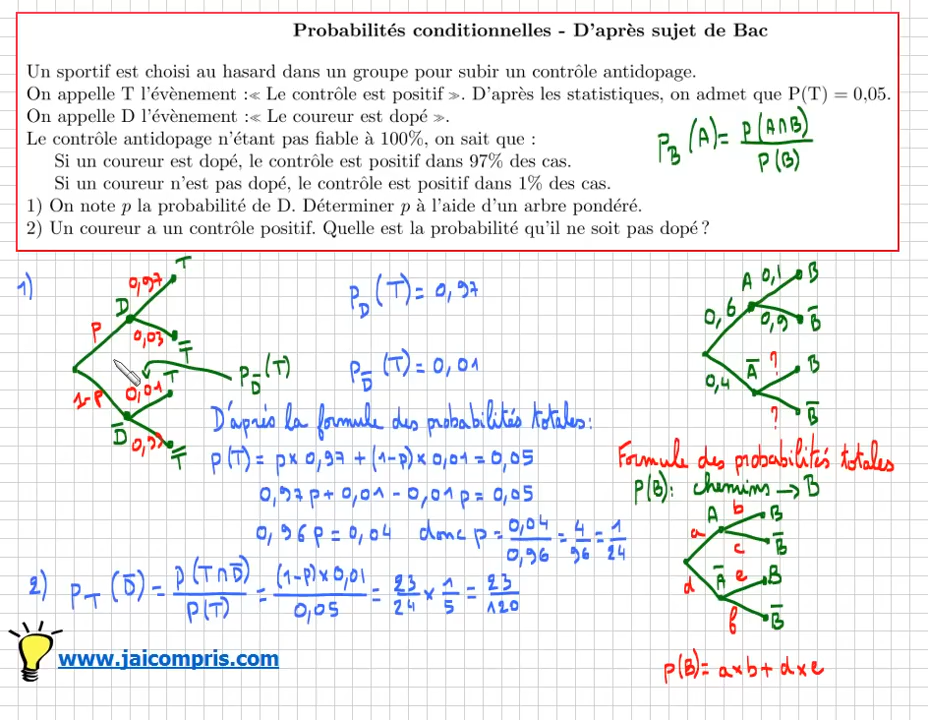 Probabilités conditionnelles - D'après sujet de Bac
Un sportif est choisi au hasard dans un groupe pour subir un contrôle antidopage.
On appelle T l'évènement :≪ Le contrôle est positif ≫. D'après les statistiques, on admet que P(T) = 0,05.
On appelle D l'évènement :≪ Le coureur est dopé ≫.
Le contrôle antidopage n'étant pas fiable à 100%, on sait que :
Si un coureur est dopé, le contrôle est positif dans 97% des cas.
Si un coureur n'est pas dopé, le contrôle est positif dans 1% des cas.
1) On note p la probabilité de D. Déterminer p à l'aide d'un arbre pondéré.
2) Un coureur a un contrôle positif. Quelle est la probabilité qu'il ne soit pas dopé ?
P_B (A) = P(A∩B) / P(B)
1)
0,97 T
D
P
0,03
T̅
0,01 T
1-P
D̅
T̅
P_D̅ (T)
P_D (T) = 0,97
P_D̅ (T) = 0,01
D'après la formule des probabilités totales:
p(T) = p × 0,97 + (1-p) × 0,01 = 0,05
0,97p + 0,01 - 0,01p = 0,05
0,96p = 0,04 donc p = 0,04/0,96 = 4/96 = 1/24
2) P_T (D̅) = p(T∩D̅)/P(T) = (1-p)×0,01/0,05 = 23/24 × 1/5 = 23/120
www.jaicompris.com
A 0,1 B
0,6
0,9 B̅
A̅ ? B
0,4
? B̅
Formule des probabilités totales
P(B): chemins → B
A b B
a
c B̅
A̅ e B
d
f B̅
p(B) = a×b + d×e